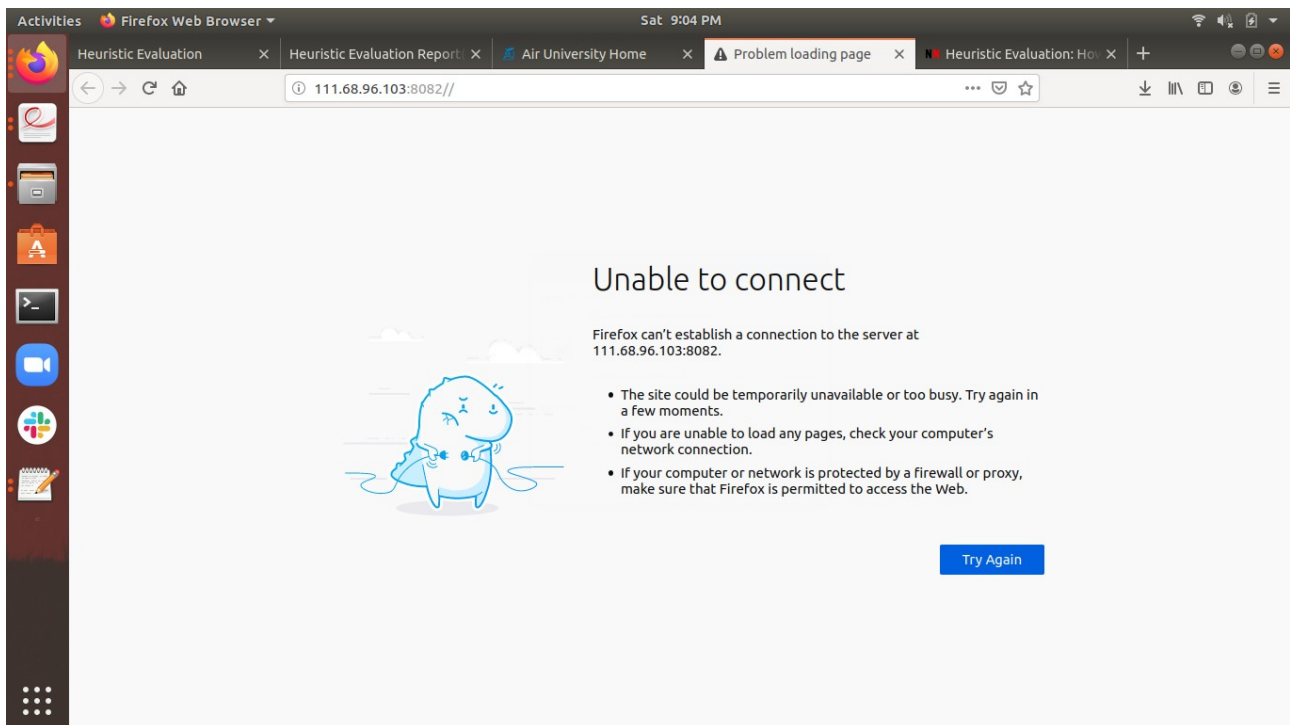 Activities Firefox Web Browser Sat 9:04 PM
Heuristic Evaluation Heuristic Evaluation Report Air University Home Problem loading page Heuristic Evaluation: How
111.68.96.103:8082//
Unable to connect
Firefox can’t establish a connection to the server at
111.68.96.103:8082.
• The site could be temporarily unavailable or too busy. Try again in
a few moments.
• If you are unable to load any pages, check your computer’s
network connection.
• If your computer or network is protected by a firewall or proxy,
make sure that Firefox is permitted to access the Web.
Try Again